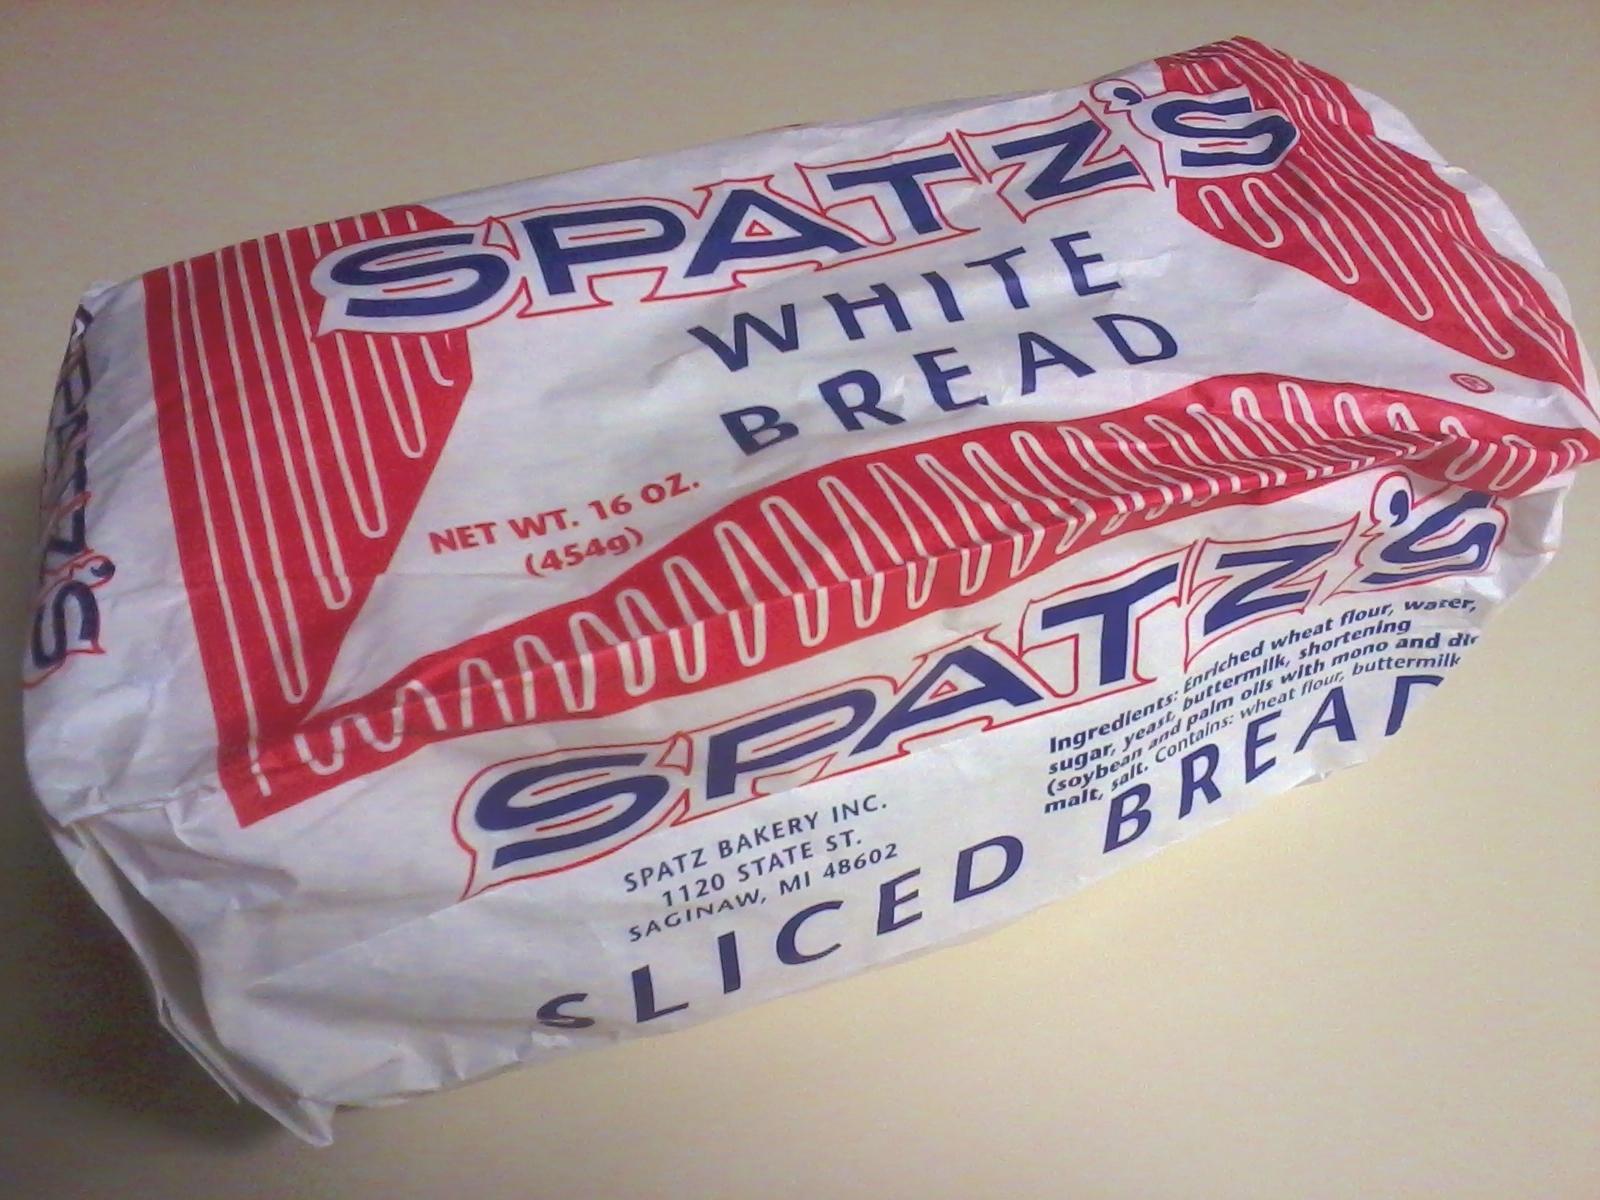 SPATZ'S
WHITE
BREAD
NET WT. 16 OZ.
(454g)
®
SPATZ'S
SPATZ'S
Ingredients: Enriched wheat flour, water,
sugar, yeast, buttermilk, shortening
(soybean and palm oils with mono and
malt, salt. Contains: wheat flour, buttermilk
SPATZ BAKERY INC.
1120 STATE ST.
SAGINAW, MI 48602
SLICED BREAD